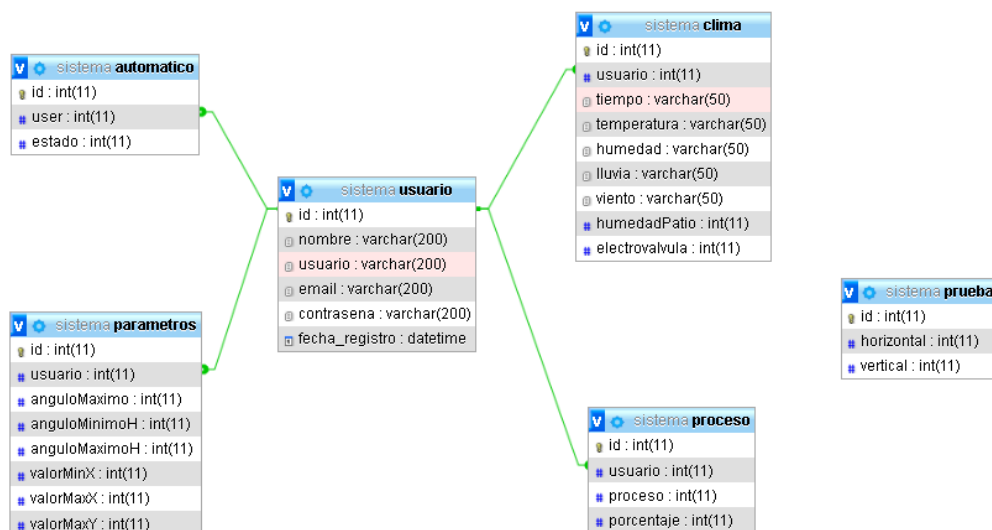 sistema automatico
id : int(11)
user : int(11)
estado : int(11)
sistema parametros
id : int(11)
usuario : int(11)
anguloMaximo : int(11)
anguloMinimoH : int(11)
anguloMaximoH : int(11)
valorMinX : int(11)
valorMaxX : int(11)
valorMaxY : int(11)
sistema usuario
id : int(11)
nombre : varchar(200)
usuario : varchar(200)
email : varchar(200)
contrasena : varchar(200)
fecha_registro : datetime
sistema clima
id : int(11)
usuario : int(11)
tiempo : varchar(50)
temperatura : varchar(50)
humedad : varchar(50)
lluvia : varchar(50)
viento : varchar(50)
humedadPatio : int(11)
electrovalvula : int(11)
sistema proceso
id : int(11)
usuario : int(11)
proceso : int(11)
porcentaje : int(11)
sistema prueba
id : int(11)
horizontal : int(11)
vertical : int(11)